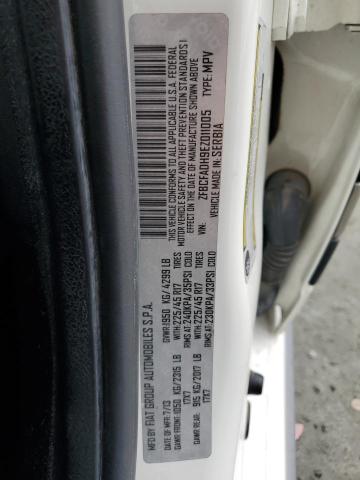 MFD BY FIAT GROUP AUTOMOBILES S.P.A.
DATE OF MFR: 7/13 GVWR: 1950 KG/ 4299 LB
GAWR FRONT: 1050 KG/2315 LB WITH 225/45 R17 TIRES
17X7 RIMS AT 240KPA/35PSI COLD
GAWR REAR: 915 KG/2017 LB WITH 225/45 R17 TIRES
17X7 RIMS AT 230KPA/33PSI COLD
THIS VEHICLE CONFORMS TO ALL APPLICABLE U.S.A. FEDERAL
MOTOR VEHICLE SAFETY AND THEFT PREVENTION STANDARDS I
EFFECT ON THE DATE OF MANUFACTURE SHOWN ABOVE
VIN: ZFBCFADH9EZ011005 TYPE: MPV
VEHICLE MADE IN: SERBIA